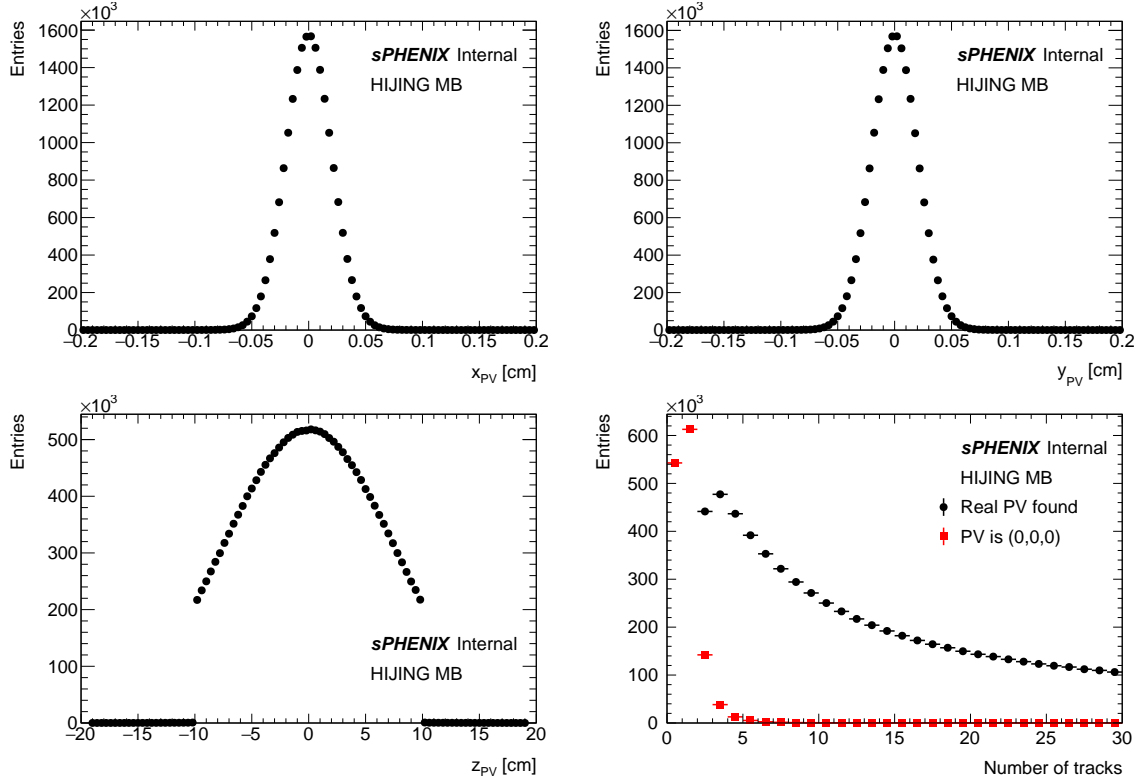 ×10³
Entries
1600
1400
1200
1000
800
600
400
200
0
sPHENIX Internal
HIJING MB
−0.2 −0.15 −0.1 −0.05 0 0.05 0.1 0.15 0.2
x_PV [cm]
×10³
Entries
1600
1400
1200
1000
800
600
400
200
0
sPHENIX Internal
HIJING MB
−0.2 −0.15 −0.1 −0.05 0 0.05 0.1 0.15 0.2
y_PV [cm]
×10³
Entries
500
400
300
200
100
0
sPHENIX Internal
HIJING MB
−20 −15 −10 −5 0 5 10 15 20
z_PV [cm]
×10³
Entries
600
500
400
300
200
100
0
sPHENIX Internal
HIJING MB
Real PV found
PV is (0,0,0)
0 5 10 15 20 25 30
Number of tracks